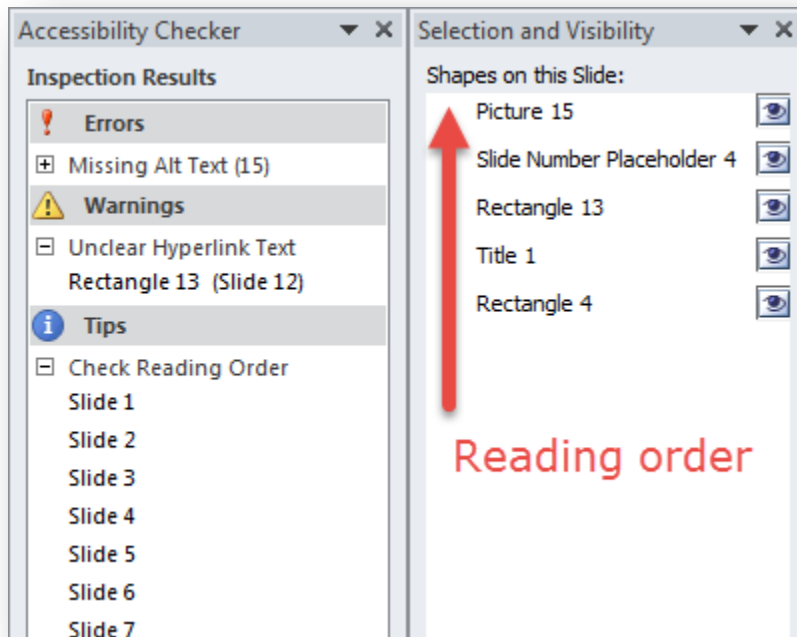 Accessibility Checker
Inspection Results
Errors
Missing Alt Text (15)
Warnings
Unclear Hyperlink Text
Rectangle 13 (Slide 12)
Tips
Check Reading Order
Slide 1
Slide 2
Slide 3
Slide 4
Slide 5
Slide 6
Slide 7
Selection and Visibility
Shapes on this Slide:
Picture 15
Slide Number Placeholder 4
Rectangle 13
Title 1
Rectangle 4
Reading order